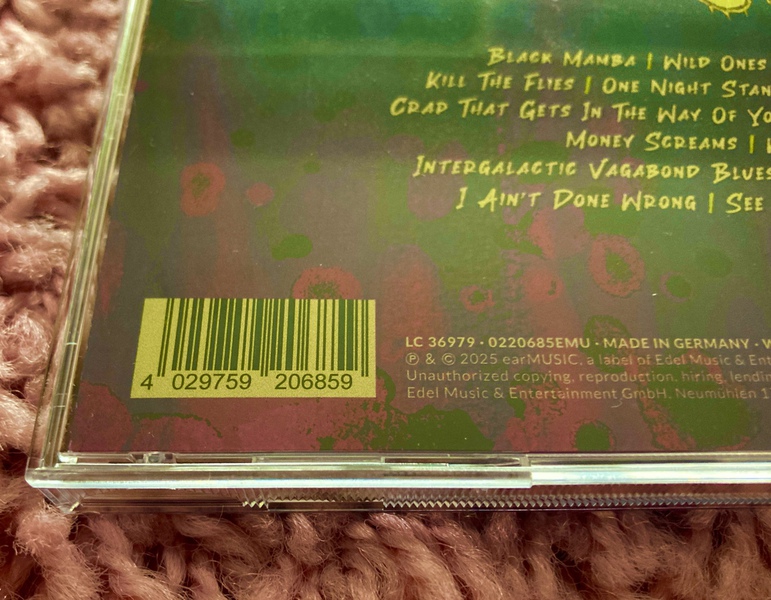 BLACK MAMBA | WILD ONES
KILL THE FLIES | ONE NIGHT STAN
CRAP THAT GETS IN THE WAY OF YO
MONEY SCREAMS |
INTERGALACTIC VAGABOND BLUES
I AIN'T DONE WRONG | SEE
4 029759 206859
LC 36979 · 0220685EMU · MADE IN GERMANY · W
℗ & © 2025 earMUSIC, a label of Edel Music & Ent
Unauthorized copying, reproduction, hiring, lendin
Edel Music & Entertainment GmbH, Neumühlen 1